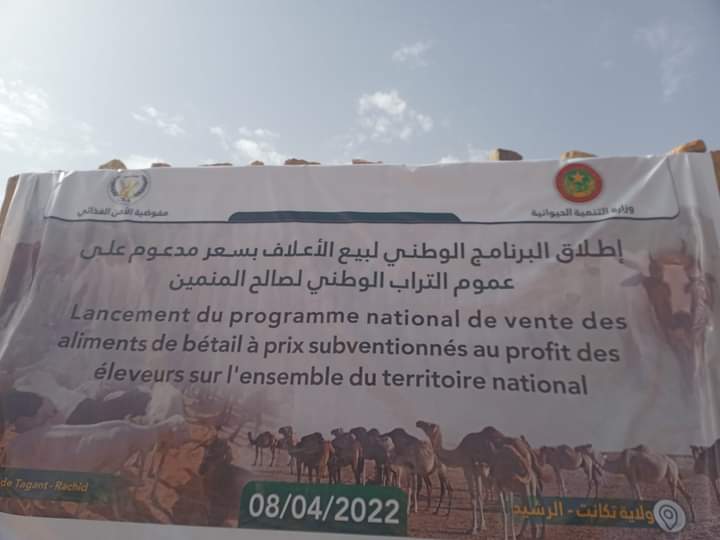 مفوضية الأمن الغذائي
وزارة التنمية الحيوانية
إطلاق البرنامج الوطني لبيع الأعلاف بسعر مدعوم على
عموم التراب الوطني لصالح المنمين
Lancement du programme national de vente des
aliments de bétail à prix subventionnés au profit des
éleveurs sur l'ensemble du territoire national
de Tagant - Rachid
08/04/2022
ولاية تكانت - الرشيد